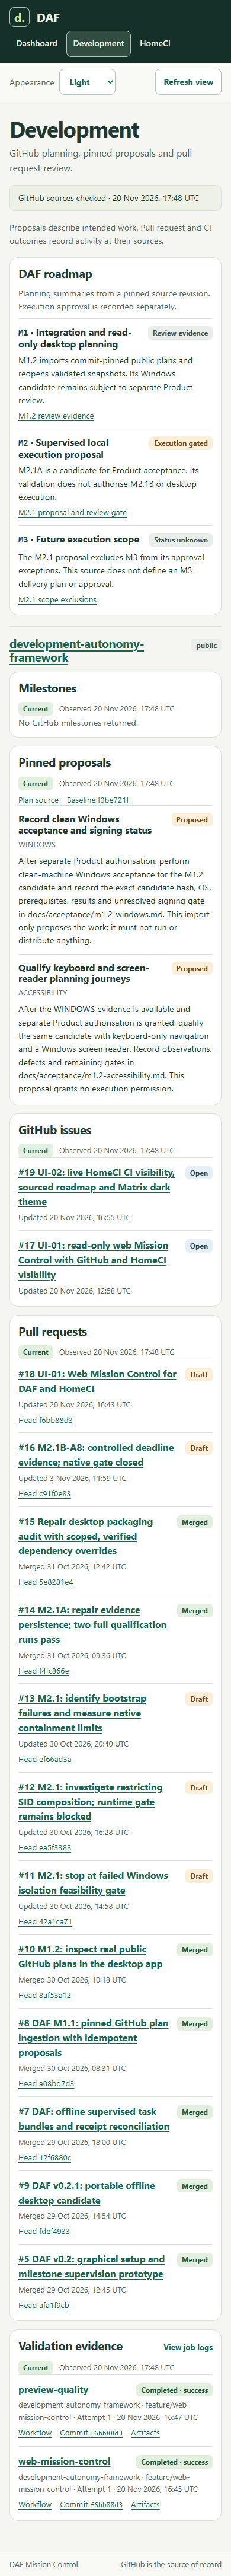 d. DAF
Dashboard Development HomeCI
Appearance Light Refresh view
Development
GitHub planning, pinned proposals and pull
request review.
GitHub sources checked · 20 Nov 2026, 17:48 UTC
Proposals describe intended work. Pull request and CI
outcomes record activity at their sources.
DAF roadmap
Planning summaries from a pinned source revision.
Execution approval is recorded separately.
M1 · Integration and read-
only desktop planning
Review evidence
M1.2 imports commit-pinned public plans and
reopens validated snapshots. Its Windows
candidate remains subject to separate Product
review.
M1.2 review evidence
M2 · Supervised local
execution proposal
Execution gated
M2.1A is a candidate for Product acceptance. Its
validation does not authorise M2.1B or desktop
execution.
M2.1 proposal and review gate
M3 · Future execution scope Status unknown
The M2.1 proposal excludes M3 from its approval
exceptions. This source does not define an M3
delivery plan or approval.
M2.1 scope exclusions
development-autonomy-
framework
public
Milestones
Current Observed 20 Nov 2026, 17:48 UTC
No GitHub milestones returned.
Pinned proposals
Current Observed 20 Nov 2026, 17:48 UTC
Plan source Baseline f0be721f
Record clean Windows
acceptance and signing status
Proposed
WINDOWS
After separate Product authorisation, perform
clean-machine Windows acceptance for the M1.2
candidate and record the exact candidate hash, OS,
prerequisites, results and unresolved signing gate
in docs/acceptance/m1.2-windows.md. This import
only proposes the work; it must not run or
distribute anything.
Qualify keyboard and screen-
reader planning journeys
Proposed
ACCESSIBILITY
After the WINDOWS evidence is available and
separate Product authorisation is granted, qualify
the same candidate with keyboard-only navigation
and a Windows screen reader. Record observations,
defects and remaining gates in
docs/acceptance/m1.2-accessibility.md. This
proposal grants no execution permission.
GitHub issues
Current Observed 20 Nov 2026, 17:48 UTC
#19 UI-02: live HomeCI CI visibility,
sourced roadmap and Matrix dark
theme
Open
Updated 20 Nov 2026, 16:55 UTC
#17 UI-01: read-only web Mission
Control with GitHub and HomeCI
visibility
Open
Updated 20 Nov 2026, 12:58 UTC
Pull requests
Current Observed 20 Nov 2026, 17:48 UTC
#18 UI-01: Web Mission Control for
DAF and HomeCI
Draft
Updated 20 Nov 2026, 16:43 UTC
Head f6bb88d3
#16 M2.1B-A8: controlled deadline
evidence; native gate closed
Draft
Updated 3 Nov 2026, 11:59 UTC
Head c91f0e83
#15 Repair desktop packaging
audit with scoped, verified
dependency overrides
Merged
Merged 31 Oct 2026, 12:42 UTC
Head 5e8281e4
#14 M2.1A: repair evidence
persistence; two full qualification
runs pass
Merged
Merged 31 Oct 2026, 09:36 UTC
Head f4fc866e
#13 M2.1: identify bootstrap
failures and measure native
containment limits
Draft
Updated 30 Oct 2026, 20:40 UTC
Head ef66ad3a
#12 M2.1: investigate restricting
SID composition; runtime gate
remains blocked
Draft
Updated 30 Oct 2026, 16:28 UTC
Head ea5f3388
#11 M2.1: stop at failed Windows
isolation feasibility gate
Draft
Updated 30 Oct 2026, 14:58 UTC
Head 42a1ca71
#10 M1.2: inspect real public
GitHub plans in the desktop app
Merged
Merged 30 Oct 2026, 10:18 UTC
Head 8af53a12
#8 DAF M1.1: pinned GitHub plan
ingestion with idempotent
proposals
Merged
Merged 30 Oct 2026, 08:31 UTC
Head a08bd7d3
#7 DAF: offline supervised task
bundles and receipt reconciliation
Merged
Merged 29 Oct 2026, 18:00 UTC
Head 12f6880c
#9 DAF v0.2.1: portable offline
desktop candidate
Merged
Merged 29 Oct 2026, 14:54 UTC
Head fdef4933
#5 DAF v0.2: graphical setup and
milestone supervision prototype
Merged
Merged 29 Oct 2026, 12:45 UTC
Head afa1f9cb
Validation evidence View job logs
Current Observed 20 Nov 2026, 17:48 UTC
preview-quality Completed · success
development-autonomy-framework · feature/web-
mission-control · Attempt 1 · 20 Nov 2026, 16:47 UTC
Workflow Commit f6bb88d3 Artifacts
web-mission-control Completed · success
development-autonomy-framework · feature/web-
mission-control · Attempt 1 · 20 Nov 2026, 16:45 UTC
Workflow Commit f6bb88d3 Artifacts
DAF Mission Control GitHub is the source of record